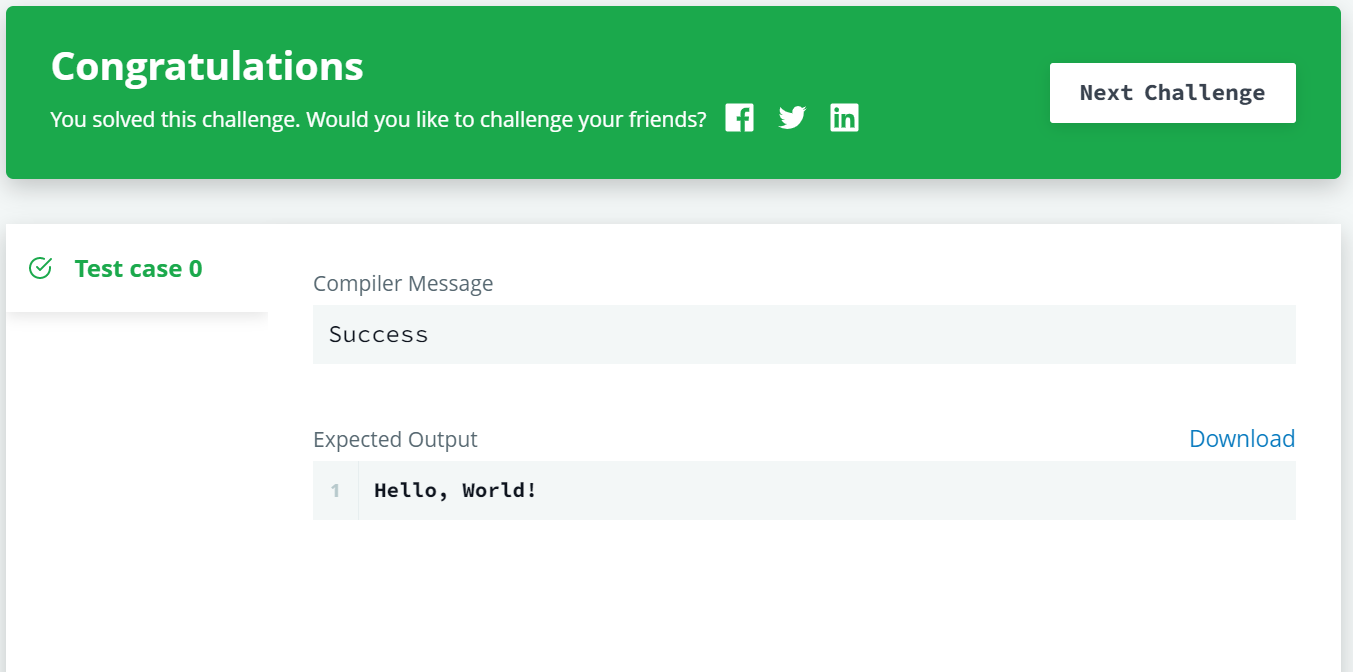 Congratulations
You solved this challenge. Would you like to challenge your friends?
Next Challenge
Test case 0
Compiler Message
Success
Expected Output
Download
1
Hello, World!